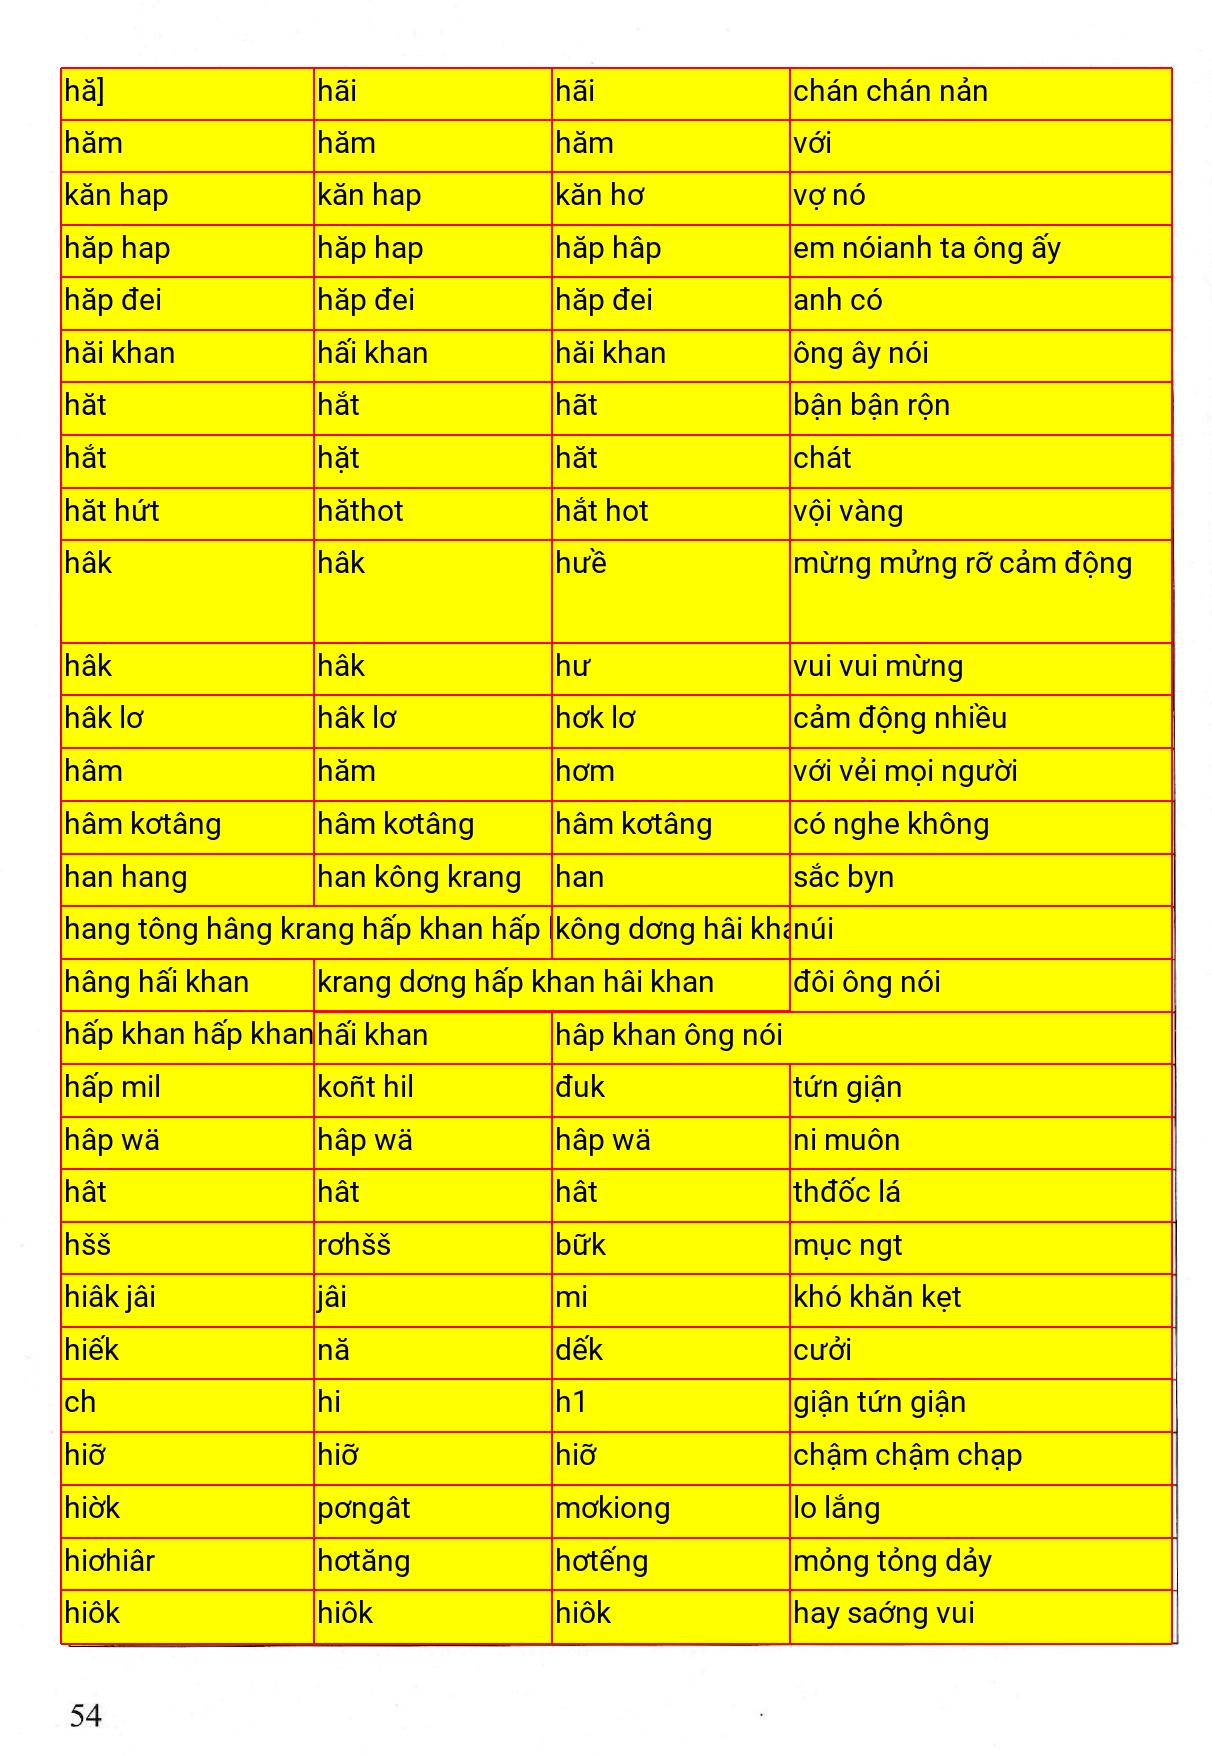 hă] hãi hãi chán chán nản
hăm hăm hăm với
kăn hap kăn hap kăn hơ vợ nó
hăp hap hăp hap hăp hâp em nóianh ta ông ấy
hăp đei hăp đei hăp đei anh có
hăi khan hấi khan hăi khan ông ây nói
hăt hắt hãt bận bận rộn
hắt hặt hăt chát
hăt hứt hăthot hắt hot vội vàng
hâk hâk hưề mừng mửng rỡ cảm động
hâk hâk hư vui vui mừng
hâk lơ hâk lơ hơk lơ cảm động nhiều
hâm hăm hơm với vẻi mọi người
hâm kơtâng hâm kơtâng hâm kơtâng có nghe không
han hang han kông krang han sắc byn
hang tông hâng krang hấp khan hấp kông dơng hâi kha núi
hâng hấi khan krang dơng hấp khan hâi khan đôi ông nói
hấp khan hấp khan hấi khan hâp khan ông nói
hấp mil koñt hil đuk tứn giận
hâp wä hâp wä hâp wä ni muôn
hât hât hât thđốc lá
hšš rơhšš bữk mục ngt
hiâk jâi jâi mi khó khăn kẹt
hiếk nă dếk cưởi
ch hi h1 giận tứn giận
hiỡ hiỡ hiỡ chậm chậm chạp
hiờk pơngât mơkiong lo lắng
hiơhiâr hơtăng hơtếng mỏng tỏng dảy
hiôk hiôk hiôk hay saớng vui
54